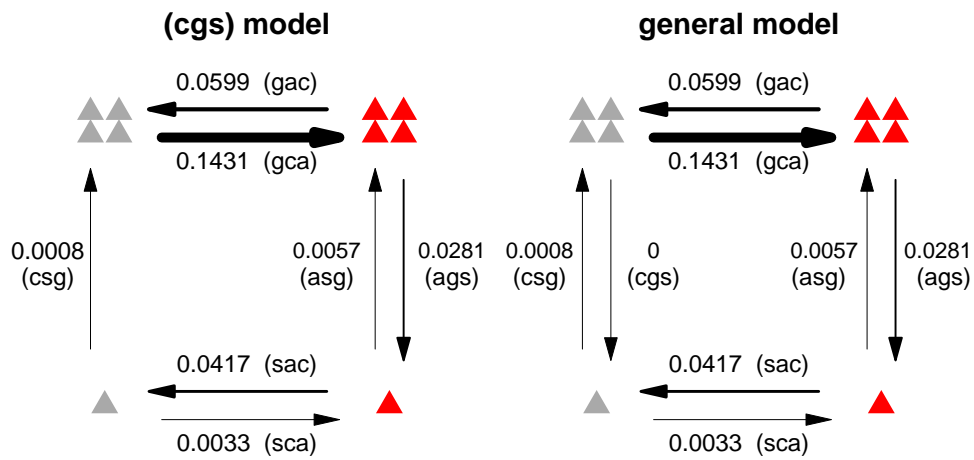 (cgs) model
general model
0.0599 (gac)
0.1431 (gca)
0.0008
(csg)
0.0057
(asg)
0.0281
(ags)
0.0417 (sac)
0.0033 (sca)
0.0599 (gac)
0.1431 (gca)
0.0008
(csg)
0
(cgs)
0.0057
(asg)
0.0281
(ags)
0.0417 (sac)
0.0033 (sca)